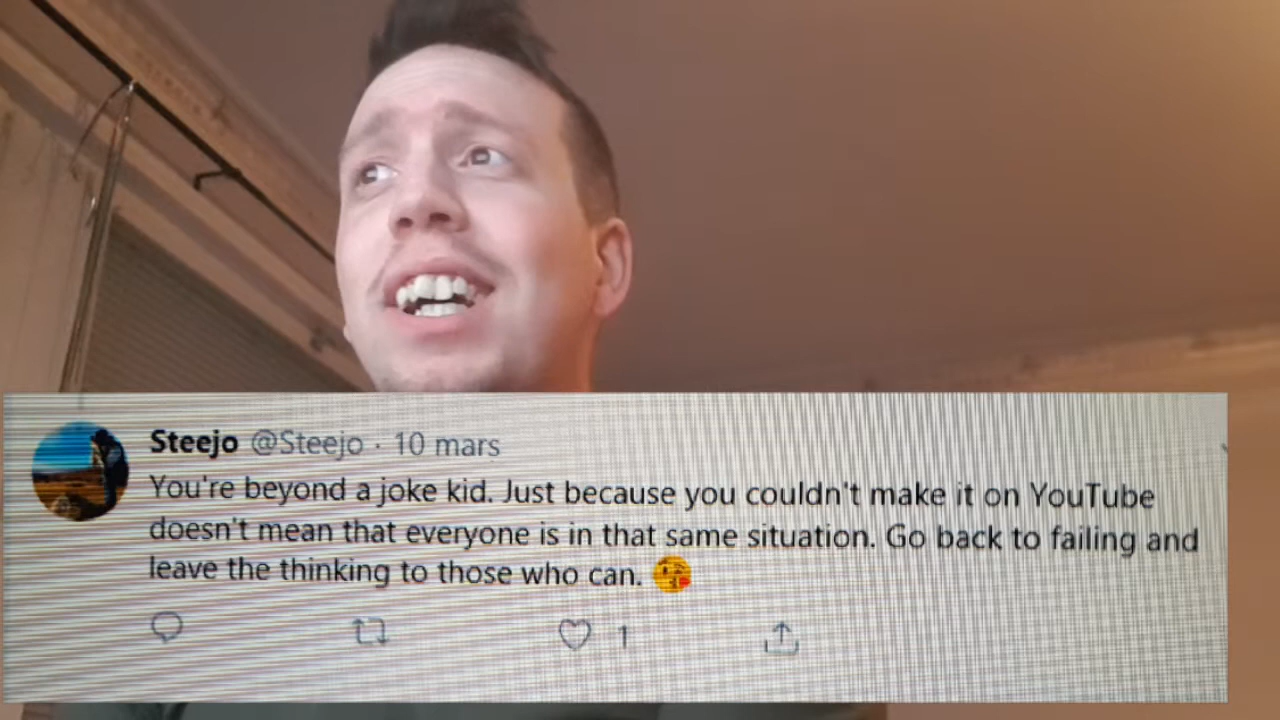 Steejo @Steejo · 10 mars
You're beyond a joke kid. Just because you couldn't make it on YouTube
doesn't mean that everyone is in that same situation. Go back to failing and
leave the thinking to those who can. 😘
1